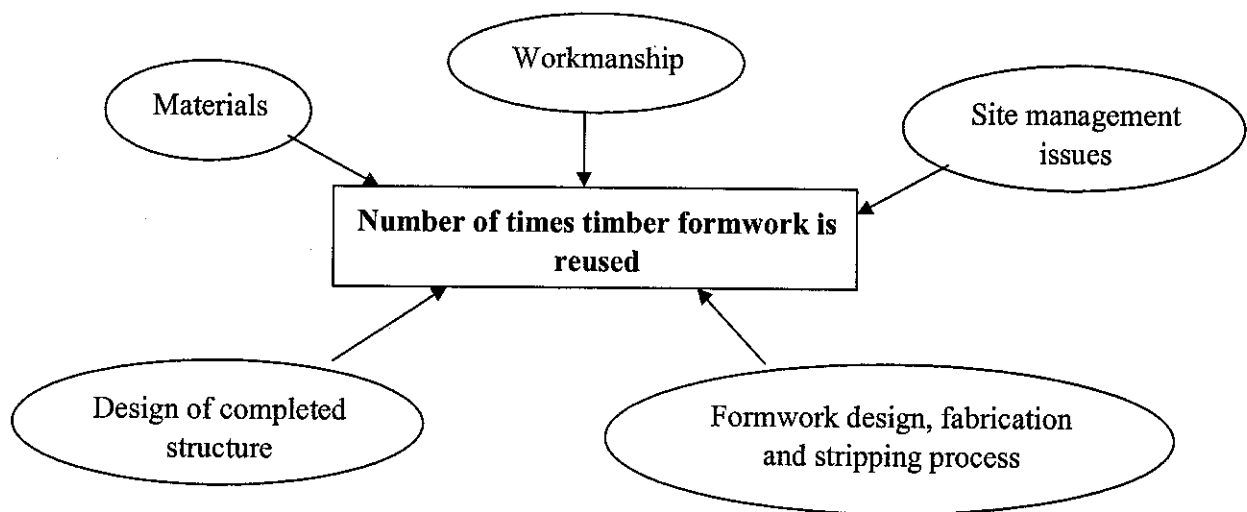 Workmanship
Materials
Site management
issues
Number of times timber formwork is
reused
Design of completed
structure
Formwork design, fabrication
and stripping process